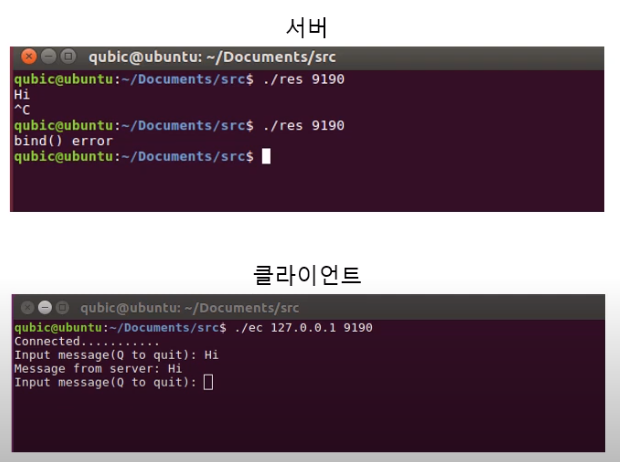 서버
qubic@ubuntu: ~/Documents/src
qubic@ubuntu:~/Documents/src$ ./res 9190
Hi
^C
qubic@ubuntu:~/Documents/src$ ./res 9190
bind() error
qubic@ubuntu:~/Documents/src$
클라이언트
qubic@ubuntu: ~/Documents/src
qubic@ubuntu:~/Documents/src$ ./ec 127.0.0.1 9190
Connected...........
Input message(Q to quit): Hi
Message from server: Hi
Input message(Q to quit):